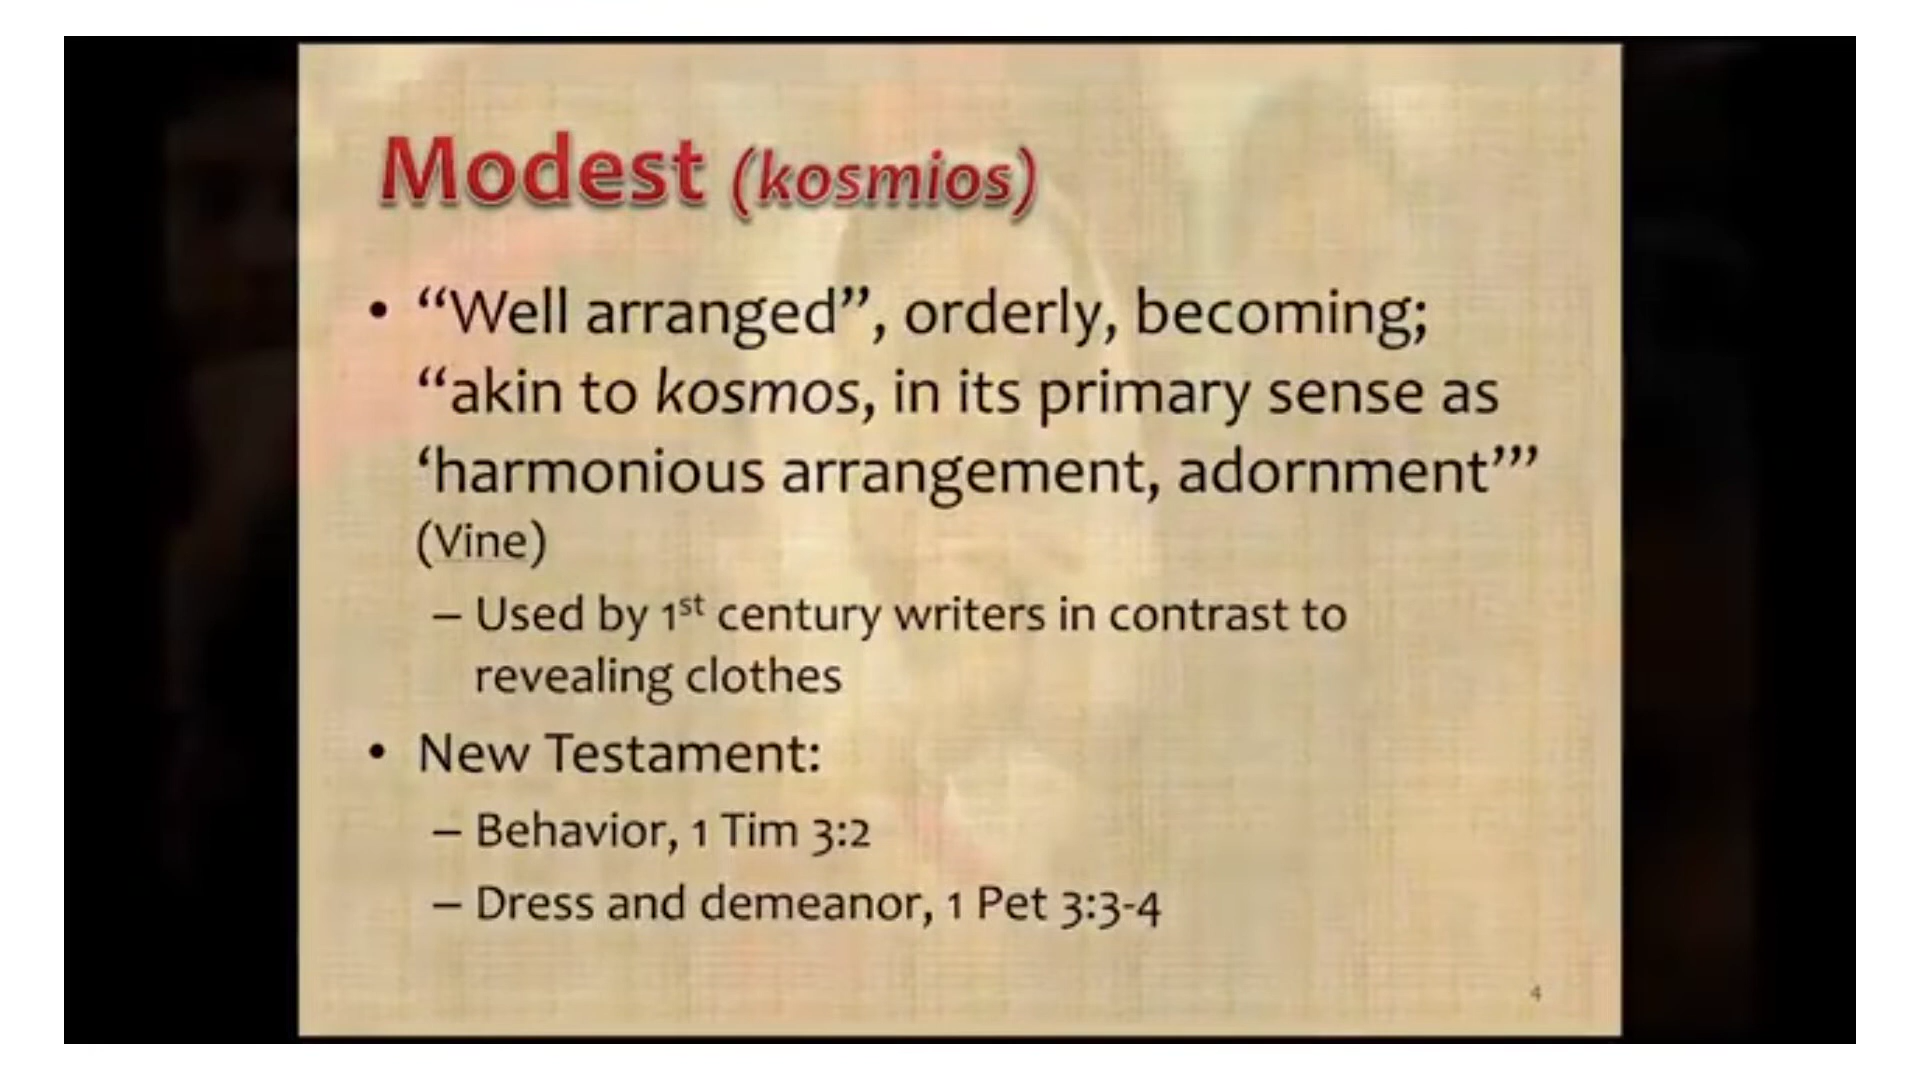 Modest (kosmios)
• “Well arranged”, orderly, becoming;
“akin to kosmos, in its primary sense as
‘harmonious arrangement, adornment’”
(Vine)
– Used by 1st century writers in contrast to
revealing clothes
• New Testament:
– Behavior, 1 Tim 3:2
– Dress and demeanor, 1 Pet 3:3-4
4